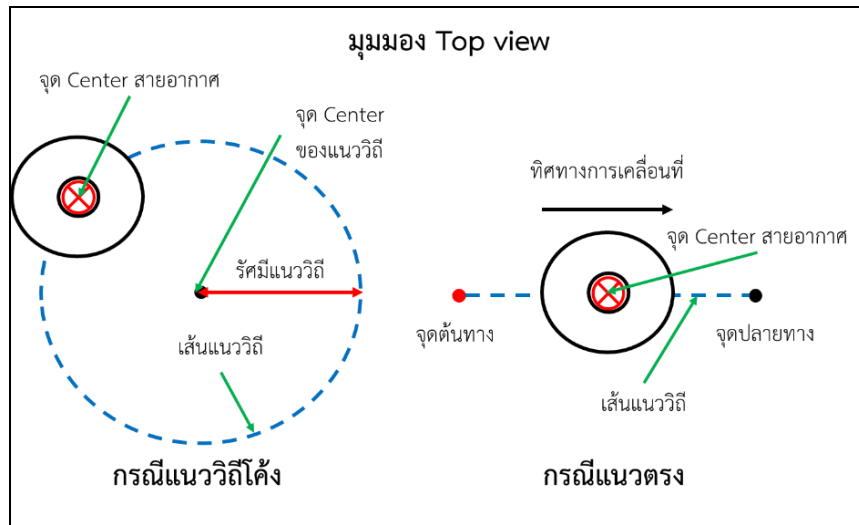 มุมมอง Top view
จุด Center สายอากาศ
จุด Center
ของแนววิถี
รัศมีแนววิถี
เส้นแนววิถี
กรณีแนววิถีโค้ง
ทิศทางการเคลื่อนที่
จุด Center สายอากาศ
จุดต้นทาง
จุดปลายทาง
เส้นแนววิถี
กรณีแนวตรง